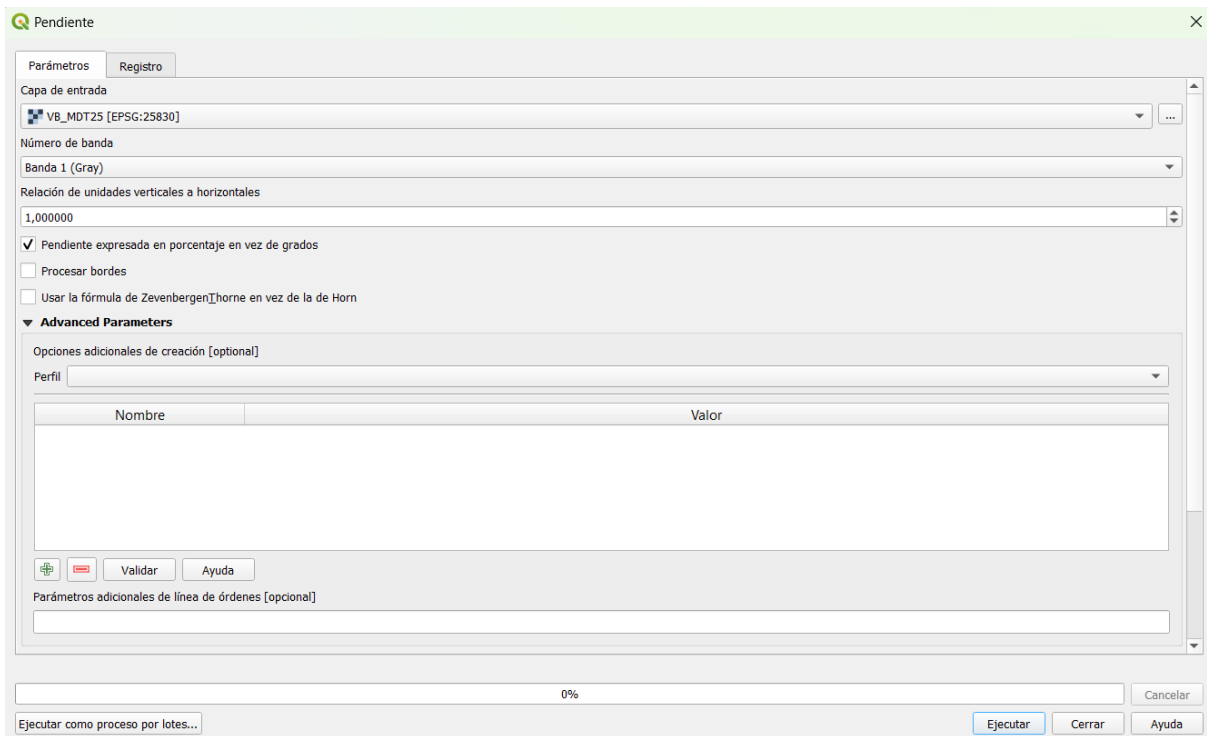 Pendiente
Parámetros Registro
Capa de entrada
VB_MDT25 [EPSG:25830]
...
Número de banda
Banda 1 (Gray)
Relación de unidades verticales a horizontales
1,000000
Pendiente expresada en porcentaje en vez de grados
Procesar bordes
Usar la fórmula de ZevenbergenThorne en vez de la de Horn
Advanced Parameters
Opciones adicionales de creación [optional]
Perfil
Nombre Valor
Validar Ayuda
Parámetros adicionales de línea de órdenes [opcional]
0% Cancelar
Ejecutar como proceso por lotes... Ejecutar Cerrar Ayuda